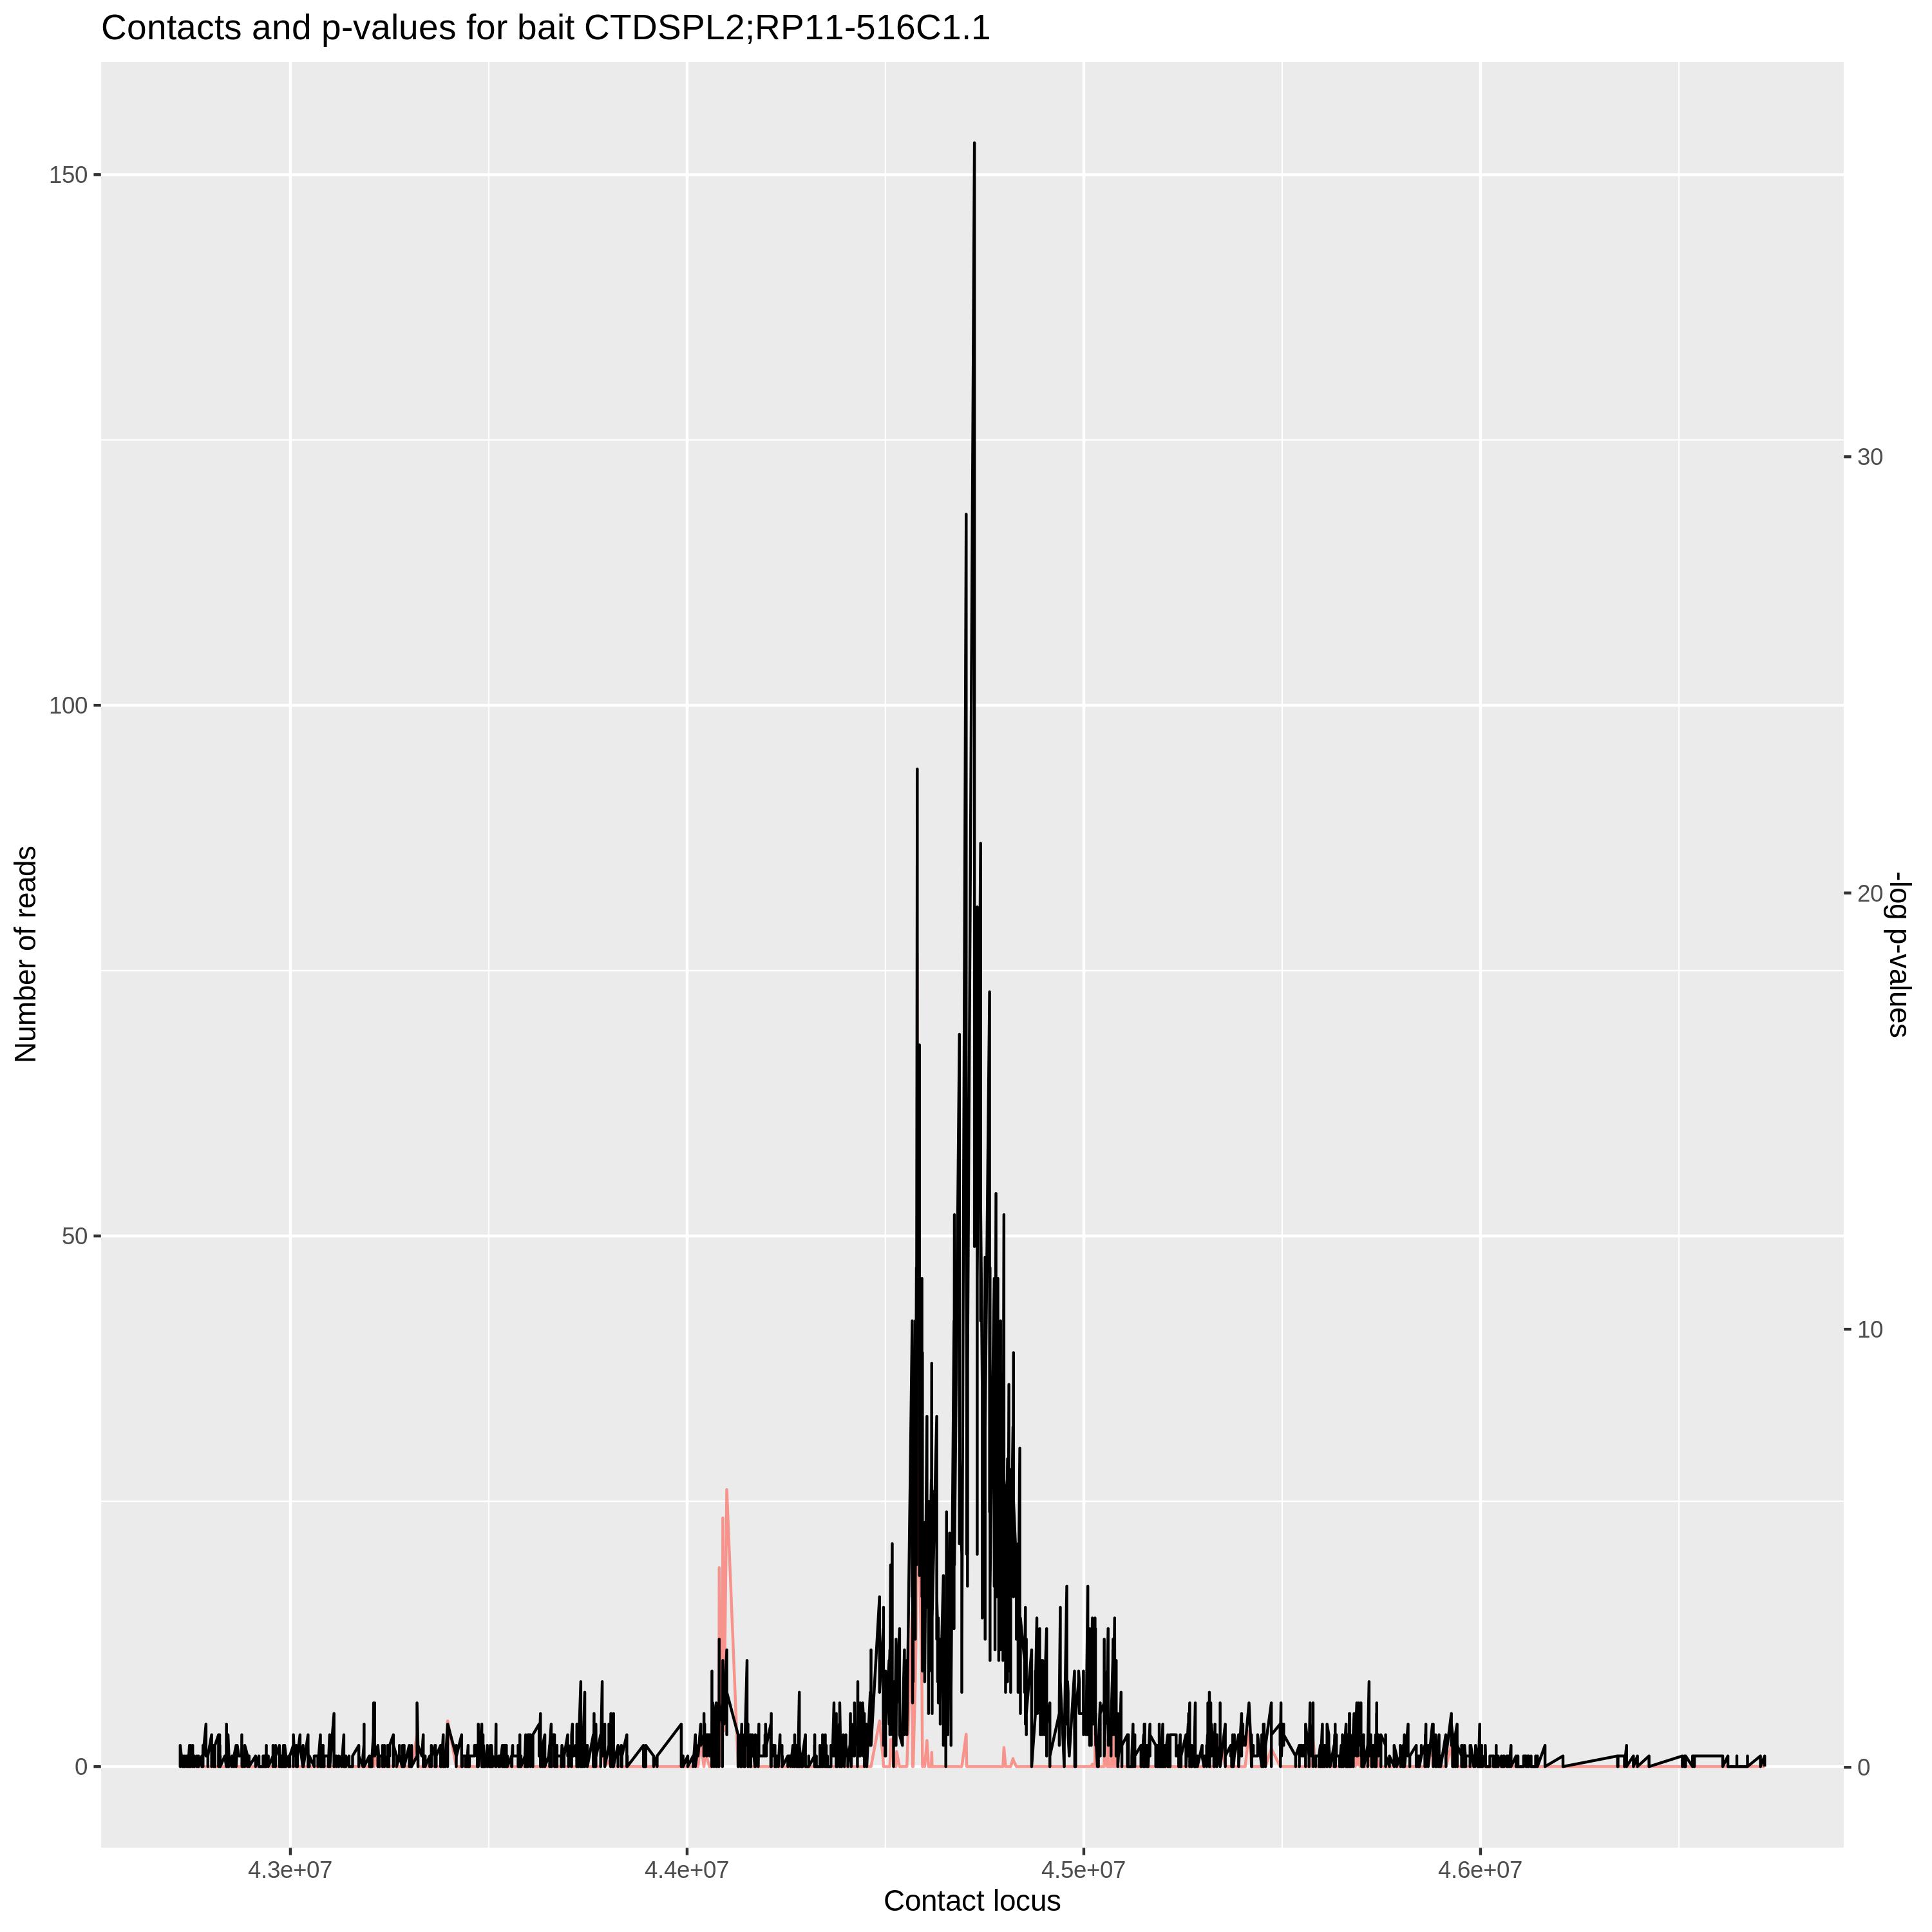 Contacts and p-values for bait CTDSPL2;RP11-516C1.1
150
100
50
0
Number of reads
30
20
10
0
-log p-values
4.3e+07
4.4e+07
4.5e+07
4.6e+07
Contact locus